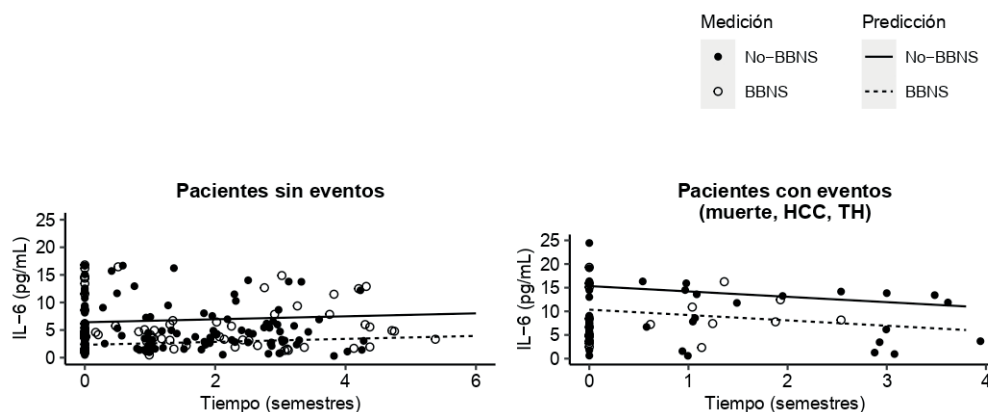 Medición
No−BBNS
BBNS
Predicción
No−BBNS
BBNS
Pacientes sin eventos
IL−6 (pg/mL)
25
20
15
10
5
0
0
2
4
6
Tiempo (semestres)
Pacientes con eventos
(muerte, HCC, TH)
IL−6 (pg/mL)
25
20
15
10
5
0
0
1
2
3
4
Tiempo (semestres)